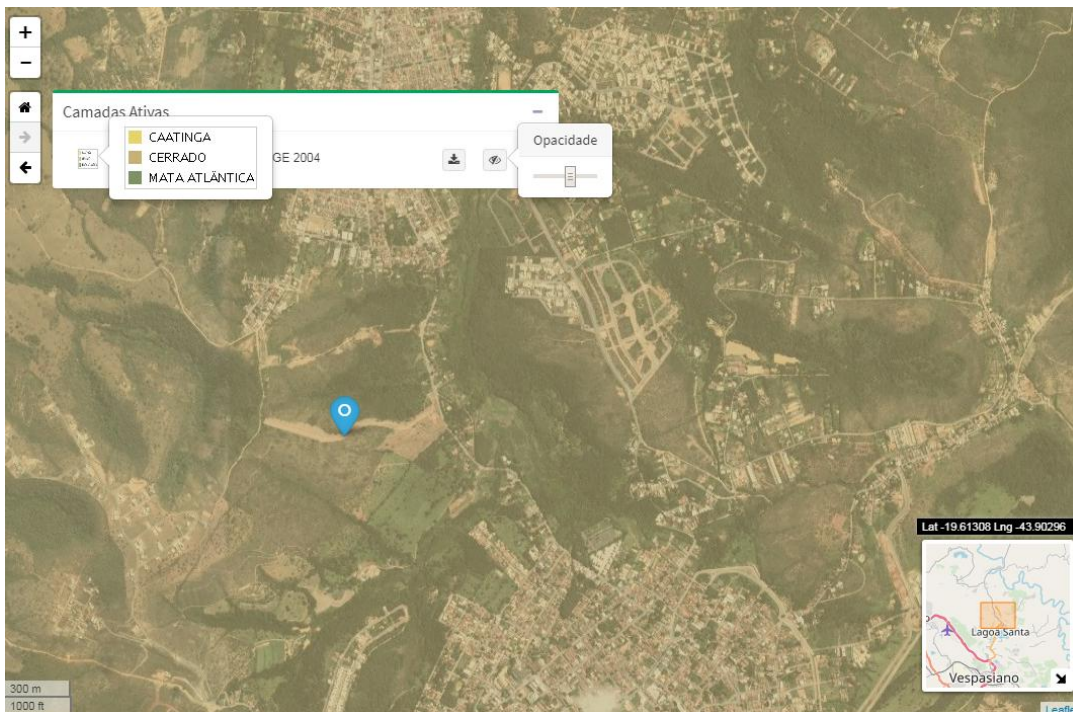 +
−
Camadas Ativas
−
CAATINGA
CERRADO
MATA ATLÂNTICA
GE 2004
Opacidade
Lat -19.61308 Lng -43.90296
Lagoa Santa
Vespasiano
300 m
1000 ft
Leafle